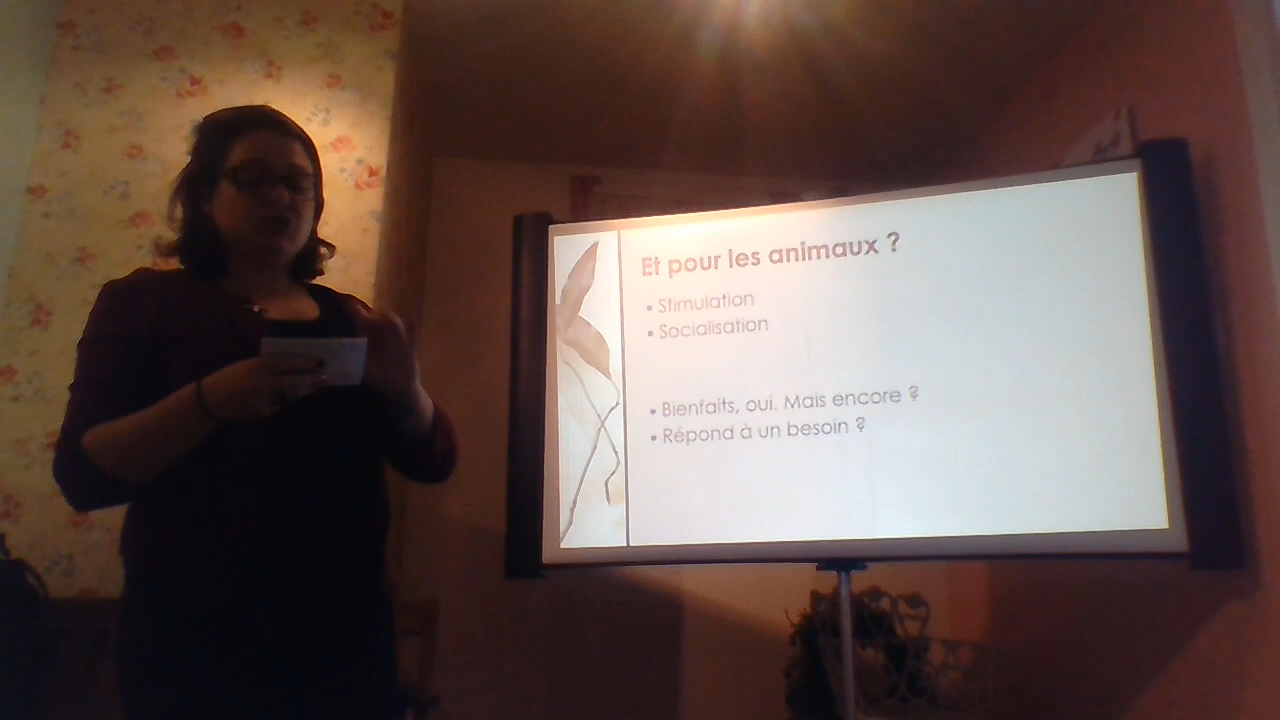 Et pour les animaux ?
• Stimulation
• Socialisation
• Bienfaits, oui. Mais encore ?
• Répond à un besoin ?